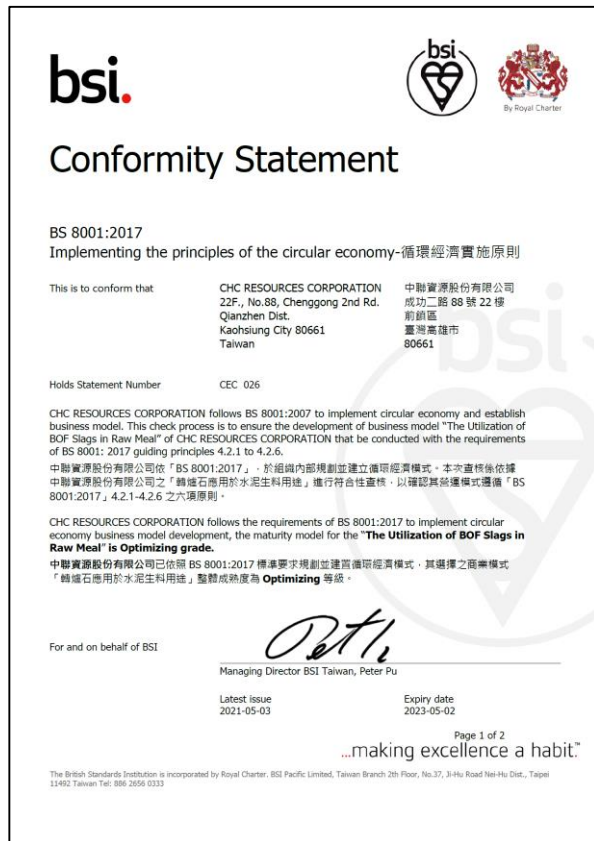 bsi.
bsi
By Royal Charter
Conformity Statement
BS 8001:2017
Implementing the principles of the circular economy-循環經濟實施原則
This is to conform that
CHC RESOURCES CORPORATION
22F., No.88, Chenggong 2nd Rd.
Qianzhen Dist.
Kaohsiung City 80661
Taiwan
中聯資源股份有限公司
成功二路 88 號 22 樓
前鎮區
臺灣高雄市
80661
Holds Statement Number
CEC 026
CHC RESOURCES CORPORATION follows BS 8001:2007 to implement circular economy and establish
business model. This check process is to ensure the development of business model "The Utilization of
BOF Slags in Raw Meal" of CHC RESOURCES CORPORATION that be conducted with the requirements
of BS 8001: 2017 guiding principles 4.2.1 to 4.2.6.
中聯資源股份有限公司依「BS 8001:2017」，於組織內部規劃並建立循環經濟模式。本次查核係依據
中聯資源股份有限公司之「轉爐石應用於水泥生料用途」進行符合性查核，以確認其營運模式遵循「BS
8001:2017」4.2.1-4.2.6 之六項原則。
CHC RESOURCES CORPORATION follows the requirements of BS 8001:2017 to implement circular
economy business model development, the maturity model for the "The Utilization of BOF Slags in
Raw Meal" is Optimizing grade.
中聯資源股份有限公司已依照 BS 8001:2017 標準要求規劃並建置循環經濟模式，其選擇之商業模式
「轉爐石應用於水泥生料用途」整體成熟度為 Optimizing 等級。
For and on behalf of BSI
Managing Director BSI Taiwan, Peter Pu
Latest issue
2021-05-03
Expiry date
2023-05-02
Page 1 of 2
...making excellence a habit.™
The British Standards Institution is incorporated by Royal Charter. BSI Pacific Limited, Taiwan Branch 2th Floor, No.37, Ji-Hu Road Nei-Hu Dist., Taipei
11492 Taiwan Tel: 886 2656 0333